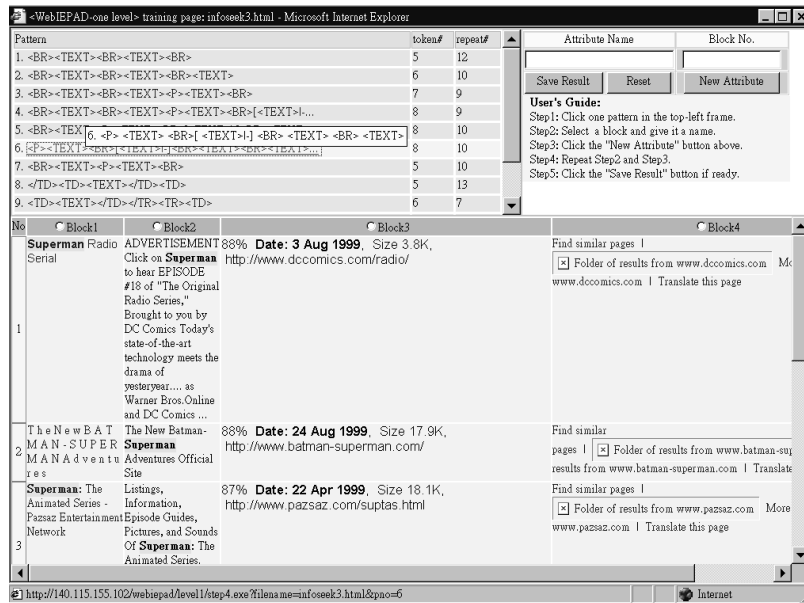 <WebIEPAD-one level> training page: infoseek3.html - Microsoft Internet Explorer
Pattern token# repeat#
1. <BR><TEXT><BR><TEXT><BR> 5 12
2. <BR><TEXT><BR><TEXT><BR><TEXT> 6 10
3. <BR><TEXT><BR><TEXT><P><TEXT><BR> 7 9
4. <BR><TEXT><BR><TEXT><P><TEXT><BR>[<TEXT>|-... 8 9
5. <BR><TEXT 8 10
6. <P> <TEXT> <BR>[ <TEXT>|-] <BR> <TEXT> <BR> <TEXT>
6. <P><TEXT><BR>[<TEXT>|-]<BR><TEXT><BR><TEXT>... 8 10
7. <BR><TEXT><P><TEXT><BR> 5 10
8. </TD><TD><TEXT></TD><TD> 5 13
9. <TD><TEXT></TD></TR><TR><TD> 6 7
Attribute Name Block No.
Save Result Reset New Attribute
User's Guide:
Step1: Click one pattern in the top-left frame.
Step2: Select a block and give it a name.
Step3: Click the "New Attribute" button above.
Step4: Repeat Step2 and Step3.
Step5: Click the "Save Result" button if ready.
No Block1 Block2 Block3 Block4
1
Superman Radio
Serial
ADVERTISEMENT
Click on Superman
to hear EPISODE
#18 of "The Original
Radio Series,"
Brought to you by
DC Comics Today's
state-of-the-art
technology meets the
drama of
yesteryear.... as
Warner Bros.Online
and DC Comics ...
88% Date: 3 Aug 1999, Size 3.8K,
http://www.dccomics.com/radio/
Find similar pages |
Folder of results from www.dccomics.com Mo
www.dccomics.com | Translate this page
2
T h e N e w B A T
M A N - S U P E R
M A N A d v e n t u
r e s
The New Batman-
Superman
Adventures Official
Site
88% Date: 24 Aug 1999, Size 17.9K,
http://www.batman-superman.com/
Find similar
pages | Folder of results from www.batman-sup
results from www.batman-superman.com | Translate
3
Superman: The
Animated Series -
Pazsaz Entertainment
Network
Listings,
Information,
Episode Guides,
Pictures, and Sounds
Of Superman: The
Animated Series.
87% Date: 22 Apr 1999, Size 18.1K,
http://www.pazsaz.com/suptas.html
Find similar pages |
Folder of results from www.pazsaz.com More
www.pazsaz.com | Translate this page
http://140.115.155.102/webiepad/level1/step4.exe?filename=infoseek3.html&pno=6 Internet